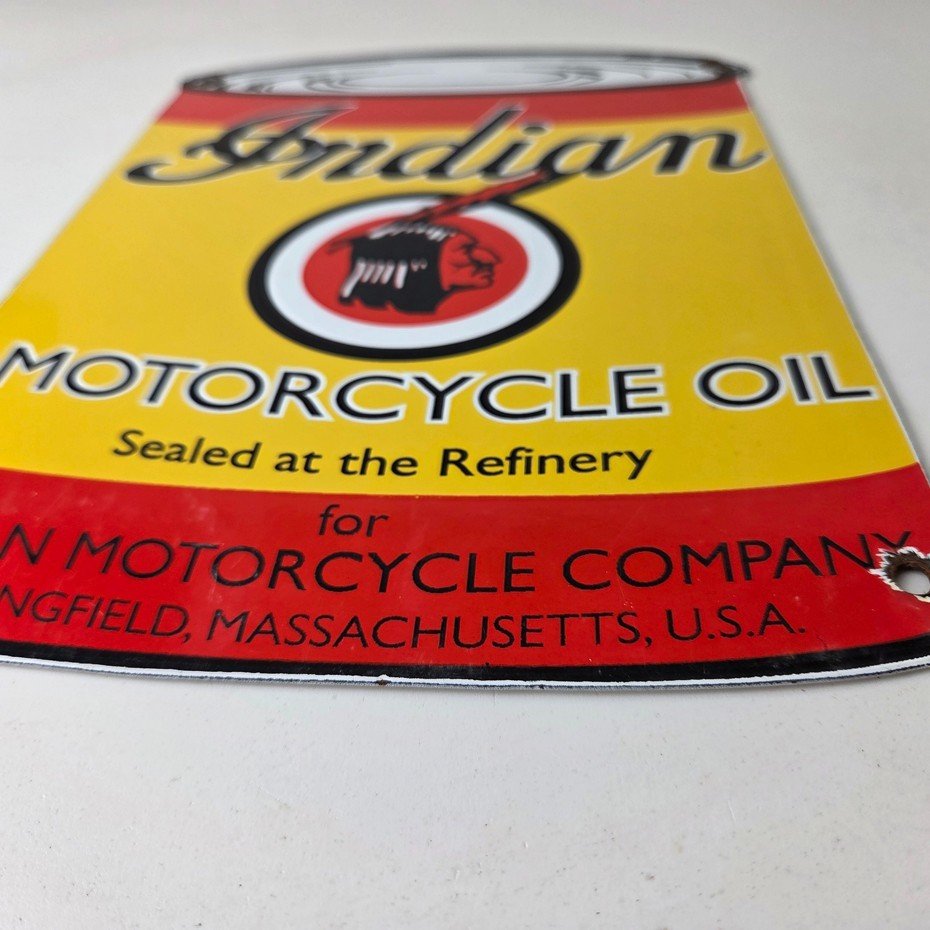 Indian
MOTORCYCLE OIL
Sealed at the Refinery
for
N MOTORCYCLE COMPANY
NGFIELD, MASSACHUSETTS, U.S.A.